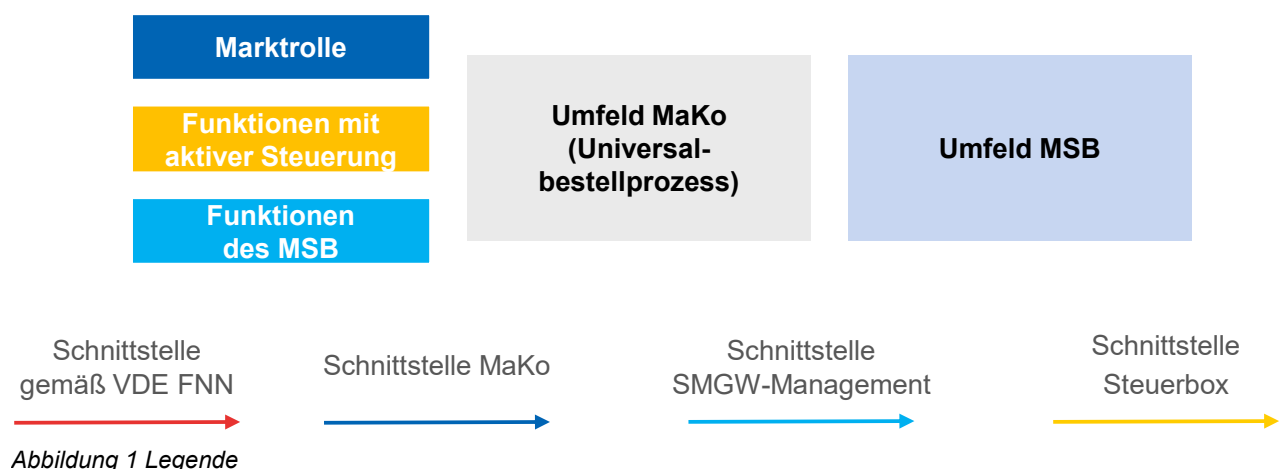 Marktrolle
Funktionen mit
aktiver Steuerung
Funktionen
des MSB
Umfeld MaKo
(Universal-
bestellprozess)
Umfeld MSB
Schnittstelle
gemäß VDE FNN
Schnittstelle MaKo
Schnittstelle
SMGW-Management
Schnittstelle
Steuerbox
Abbildung 1 Legende